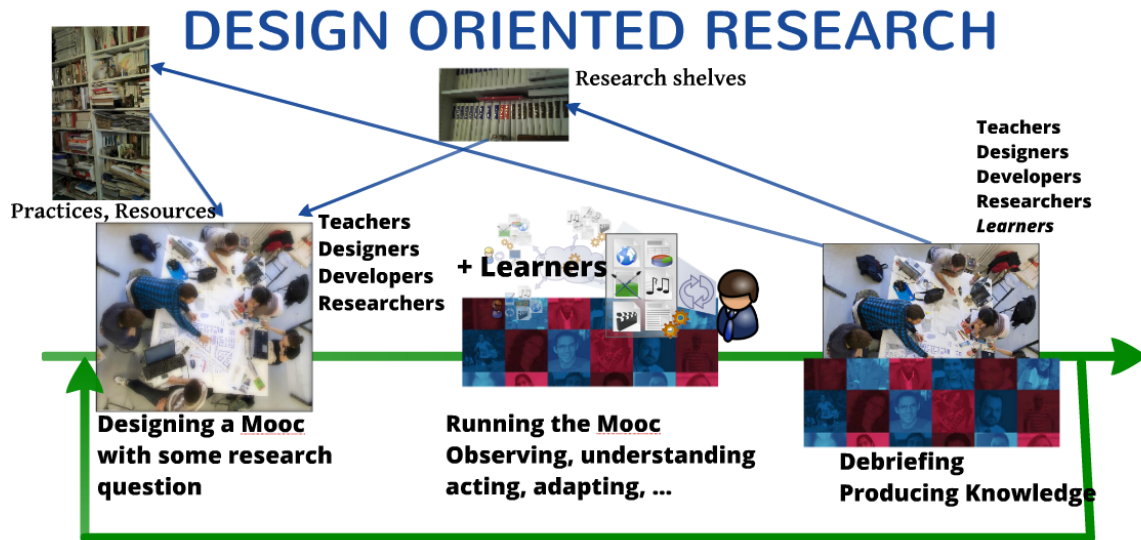 DESIGN ORIENTED RESEARCH
Research shelves
Practices, Resources
Teachers
Designers
Developers
Researchers
+ Learners
Teachers
Designers
Developers
Researchers
Learners
Designing a Mooc
with some research
question
Running the Mooc
Observing, understanding
acting, adapting, ...
Debriefing
Producing Knowledge